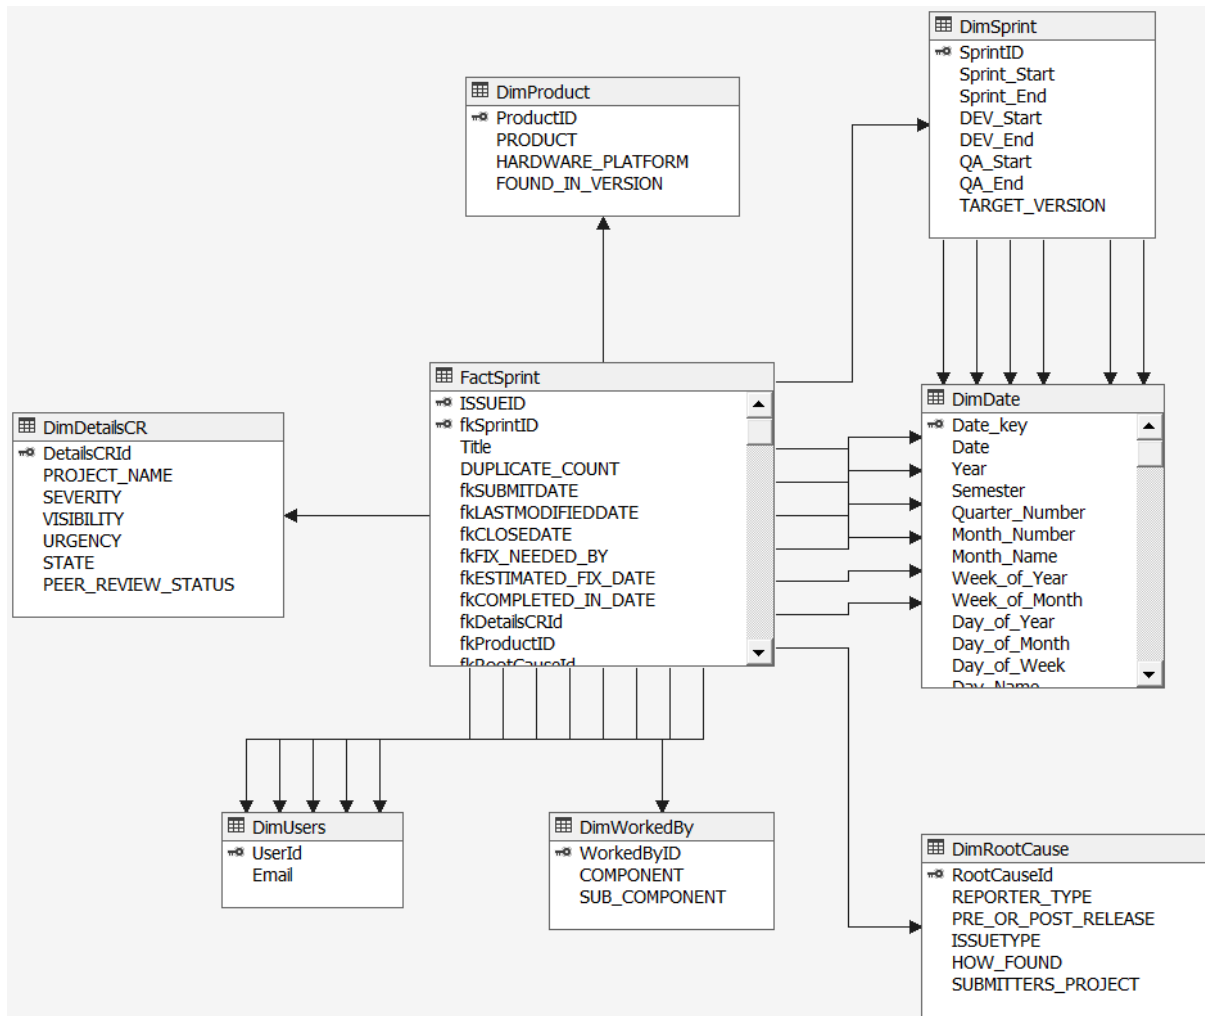 DimSprint
SprintID
Sprint_Start
Sprint_End
DEV_Start
DEV_End
QA_Start
QA_End
TARGET_VERSION
DimProduct
ProductID
PRODUCT
HARDWARE_PLATFORM
FOUND_IN_VERSION
FactSprint
ISSUEID
fkSprintID
Title
DUPLICATE_COUNT
fkSUBMITDATE
fkLASTMODIFIEDDATE
fkCLOSEDATE
fkFIX_NEEDED_BY
fkESTIMATED_FIX_DATE
fkCOMPLETED_IN_DATE
fkDetailsCRId
fkProductID
fkRootCauseId
DimDate
Date_key
Date
Year
Semester
Quarter_Number
Month_Number
Month_Name
Week_of_Year
Week_of_Month
Day_of_Year
Day_of_Month
Day_of_Week
Day_Name
DimDetailsCR
DetailsCRId
PROJECT_NAME
SEVERITY
VISIBILITY
URGENCY
STATE
PEER_REVIEW_STATUS
DimUsers
UserId
Email
DimWorkedBy
WorkedByID
COMPONENT
SUB_COMPONENT
DimRootCause
RootCauseId
REPORTER_TYPE
PRE_OR_POST_RELEASE
ISSUETYPE
HOW_FOUND
SUBMITTERS_PROJECT